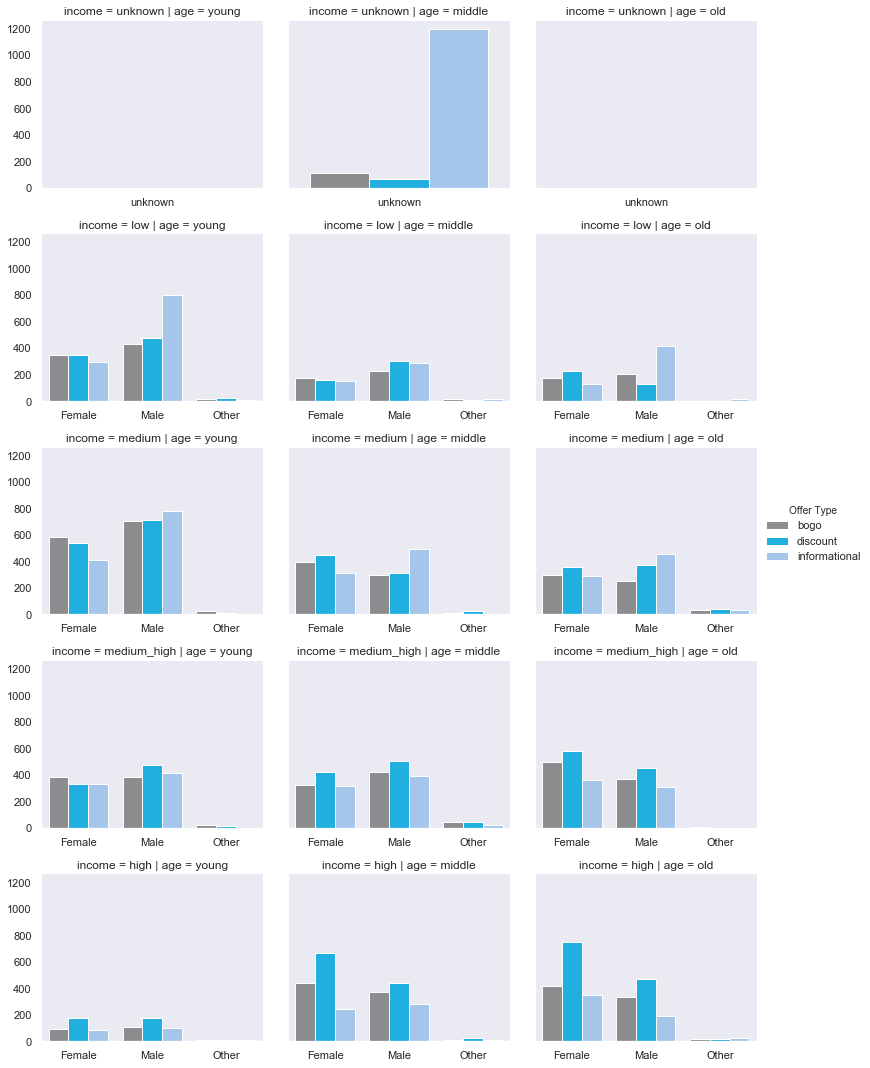 income = unknown | age = young
income = unknown | age = middle
income = unknown | age = old
1200
1000
800
600
400
200
0
unknown
unknown
unknown
income = low | age = young
income = low | age = middle
income = low | age = old
1200
1000
800
600
400
200
0
Female Male Other
Female Male Other
Female Male Other
income = medium | age = young
income = medium | age = middle
income = medium | age = old
1200
1000
800
600
400
200
0
Female Male Other
Female Male Other
Female Male Other
Offer Type
bogo
discount
informational
income = medium_high | age = young
income = medium_high | age = middle
income = medium_high | age = old
1200
1000
800
600
400
200
0
Female Male Other
Female Male Other
Female Male Other
income = high | age = young
income = high | age = middle
income = high | age = old
1200
1000
800
600
400
200
0
Female Male Other
Female Male Other
Female Male Other